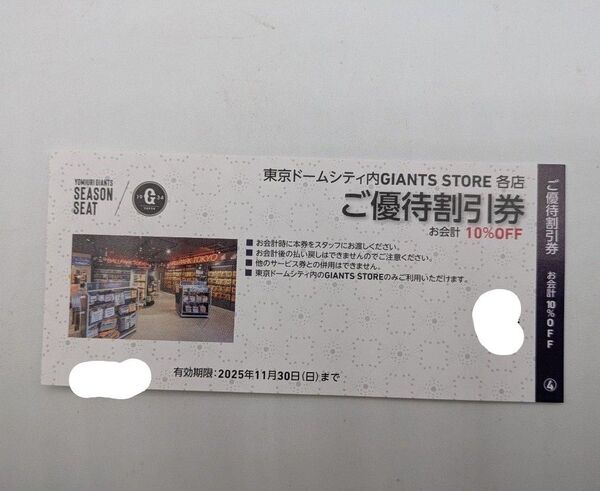 YOMIURI GIANTS
SEASON
SEAT
19 G 34
TOKYO
東京ドームシティ内GIANTS STORE 各店
ご優待割引券
お会計 10%OFF
■お会計時に本券をスタッフにお渡しください。
■お会計後の払い戻しはできませんのでご注意ください。
■他のサービス券との併用はできません。
■東京ドームシティ内のGIANTS STOREのみご利用いただけます。
有効期限：2025年11月30日（日）まで
ご優待割引券 お会計10%OFF
④